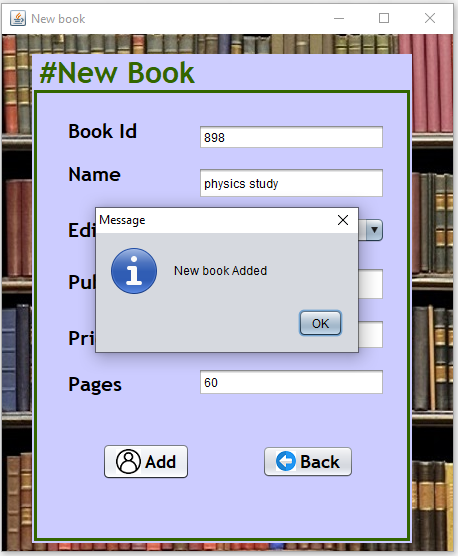 New book
#New Book
Book Id
898
Name
physics study
Message
Edi
New book Added
Pub
OK
Pri
Pages
60
Add
Back